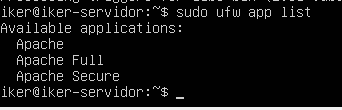 iker@iker-servidor:~$ sudo ufw app list
Available applications:
  Apache
  Apache Full
  Apache Secure
iker@iker-servidor:~$ _